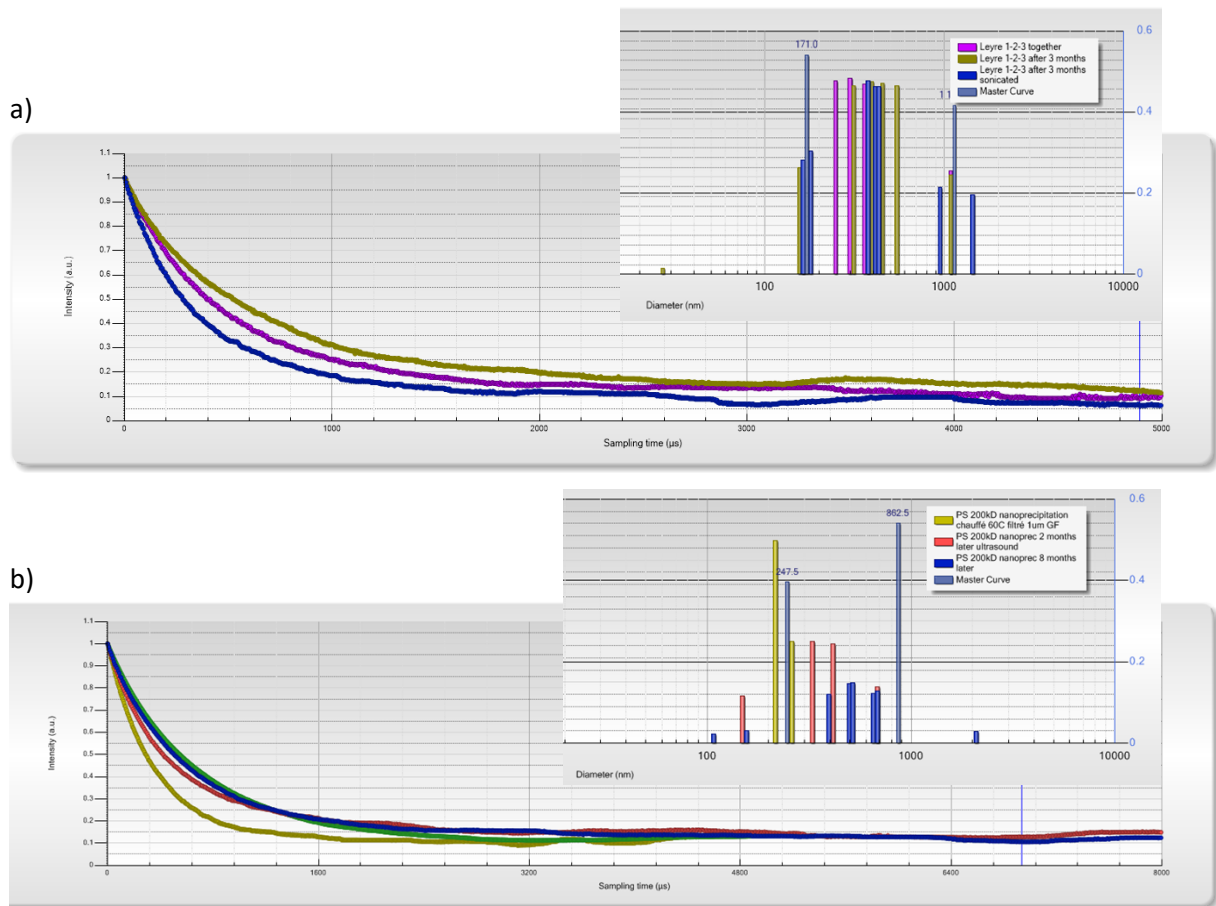 a)
171.0
1 1
0.6
0.4
0.2
0
Leyre 1-2-3 together
Leyre 1-2-3 after 3 months
Leyre 1-2-3 after 3 months
sonicated
Master Curve
100
1000
10000
Diameter (nm)
1.1
1
0.9
0.8
0.7
0.6
0.5
0.4
0.3
0.2
0.1
0
Intensity (a.u.)
0
1000
2000
3000
4000
5000
Sampling time (µs)
b)
862.5
247.5
0.6
0.4
0.2
0
PS 200kD nanoprecipitation
chauffé 60C filtré 1um GF
PS 200kD nanoprec 2 months
later ultrasound
PS 200kD nanoprec 8 months
later
Master Curve
100
1000
10000
Diameter (nm)
1.1
1
0.9
0.8
0.7
0.6
0.5
0.4
0.3
0.2
0.1
0
Intensity (a.u.)
0
1600
3200
4800
6400
8000
Sampling time (µs)